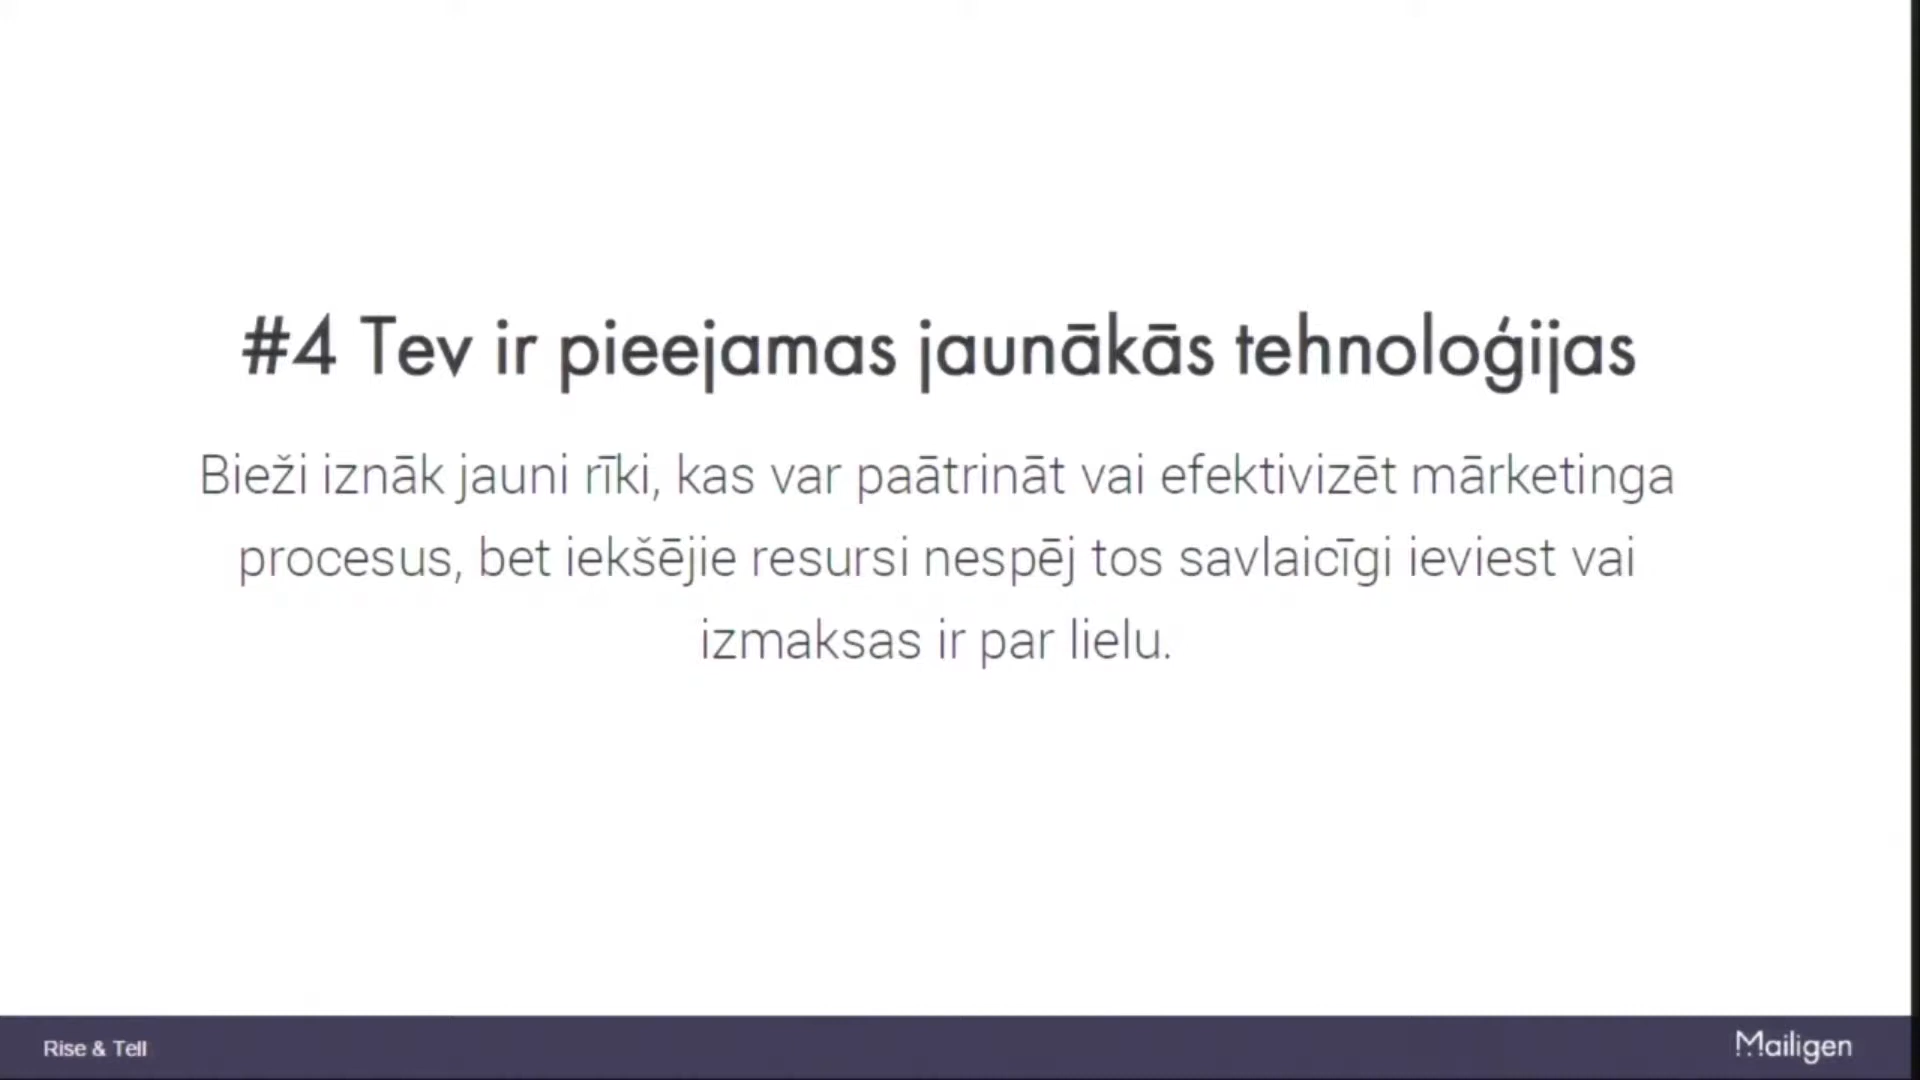 #4 Tev ir pieejamas jaunākās tehnoloģijas
Bieži iznāk jauni rīki, kas var paātrināt vai efektivizēt mārketinga
procesus, bet iekšējie resursi nespēj tos savlaicīgi ieviest vai
izmaksas ir par lielu.
Rise & Tell
Mailigen